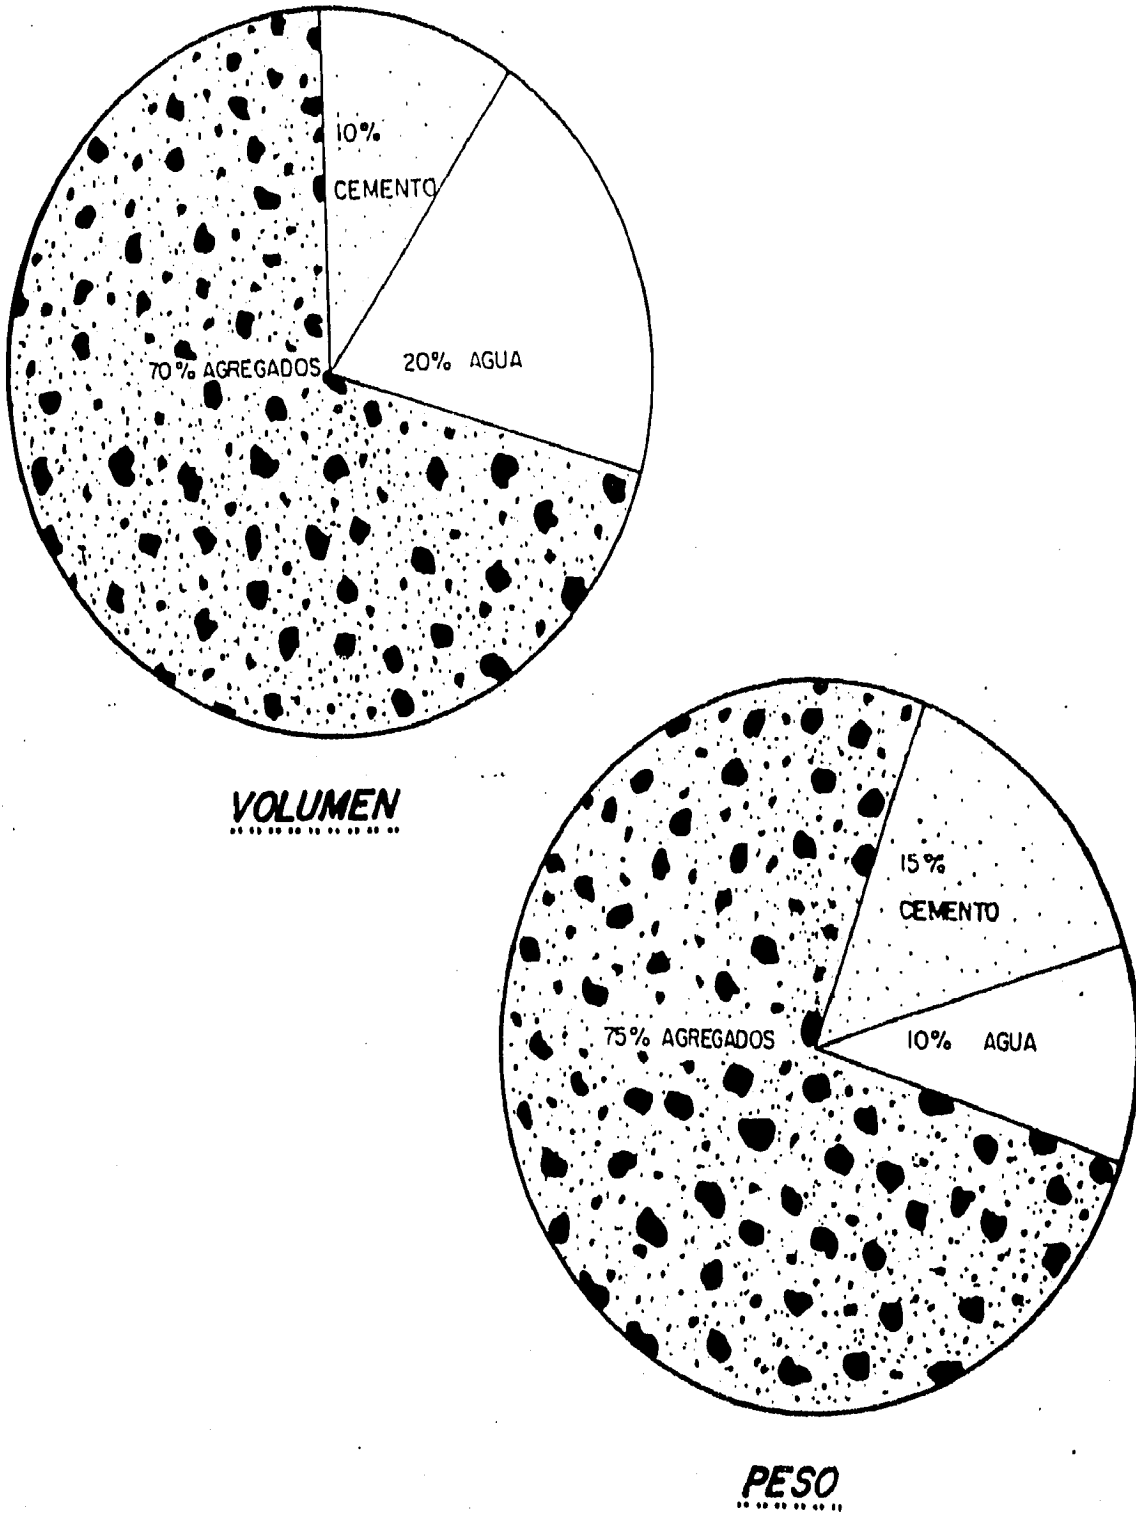 10%
CEMENTO
70% AGREGADOS
20% AGUA
VOLUMEN
15%
CEMENTO
75% AGREGADOS
10% AGUA
PESO